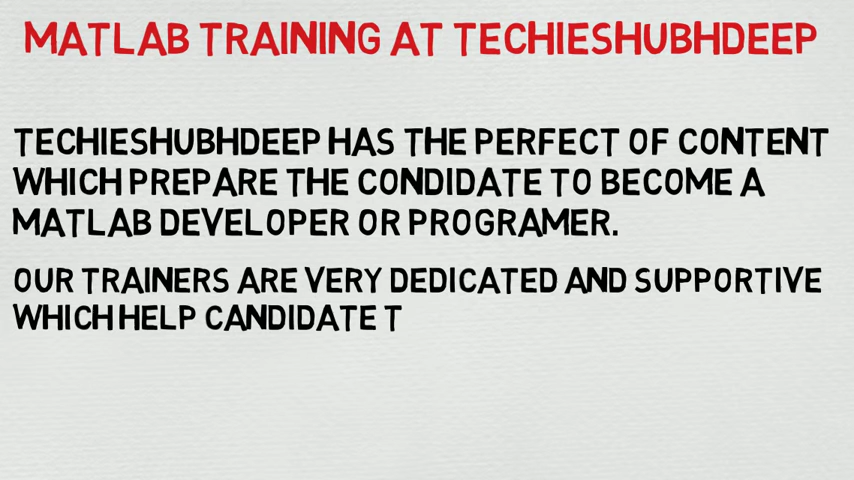 MATLAB TRAINING AT TECHIESHUBHDEEP
TECHIESHUBHDEEP HAS THE PERFECT OF CONTENT
WHICH PREPARE THE CONDIDATE TO BECOME A
MATLAB DEVELOPER OR PROGRAMER.
OUR TRAINERS ARE VERY DEDICATED AND SUPPORTIVE
WHICH HELP CANDIDATE T